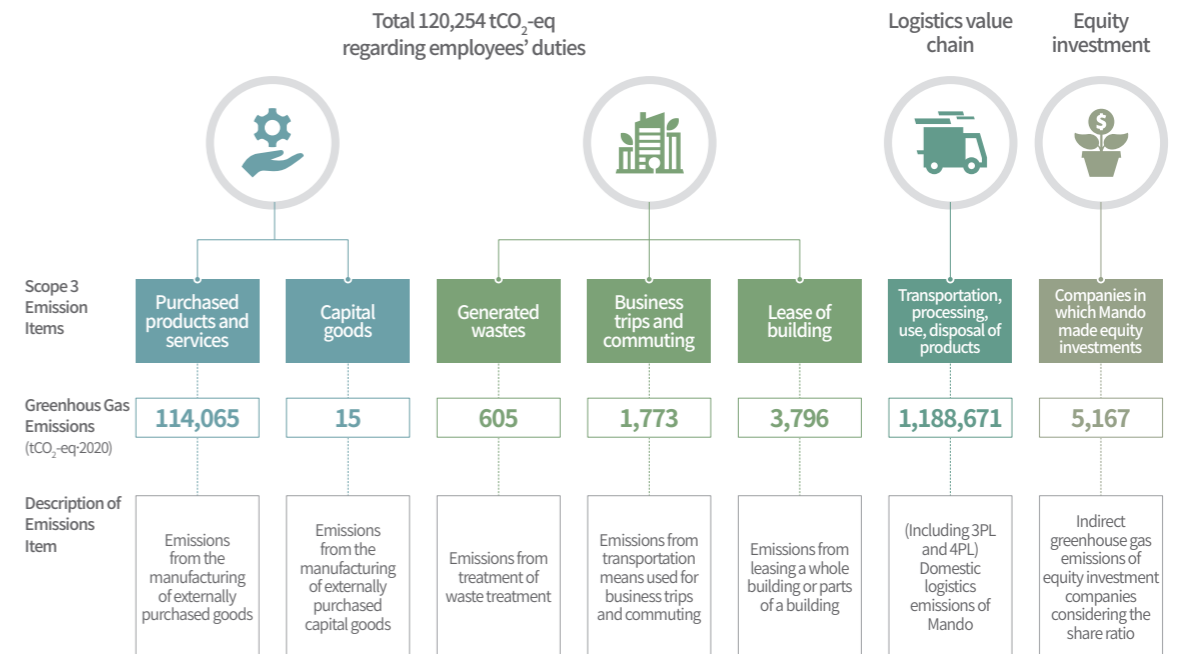 Total 120,254 tCO2-eq
regarding employees’ duties
Logistics value
chain
Equity
investment
$
Scope 3
Emission
Items
Purchased
products and
services
Capital
goods
Generated
wastes
Business
trips and
commuting
Lease of
building
Transportation,
processing,
use, disposal of
products
Companies in
which Mando
made equity
investments
Greenhous Gas
Emissions
(tCO2-eq·2020)
114,065
15
605
1,773
3,796
1,188,671
5,167
Description of
Emissions
Item
Emissions
from the
manufacturing
of externally
purchased goods
Emissions
from the
manufacturing
of externally
purchased
capital goods
Emissions from
treatment of
waste treatment
Emissions from
transportation
means used for
business trips
and commuting
Emissions from
leasing a whole
building or parts
of a building
(Including 3PL
and 4PL)
Domestic
logistics
emissions of
Mando
Indirect
greenhouse gas
emissions of
equity investment
companies
considering the
share ratio